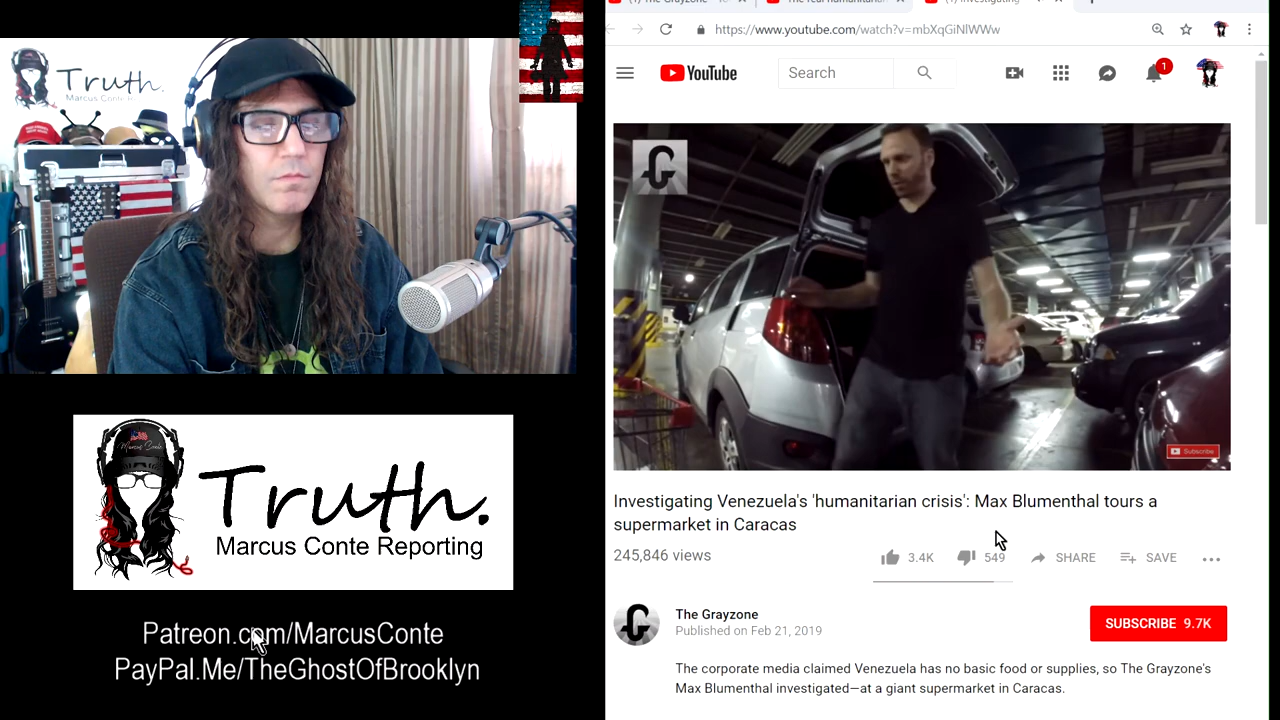 Truth.
Marcus Conte Re
Truth.
Marcus Conte Reporting
Patreon.com/MarcusConte
PayPal.Me/TheGhostOfBrooklyn
https://www.youtube.com/watch?v=mbXqGiNlWWw
YouTube
Search
1
Subscribe
Investigating Venezuela's 'humanitarian crisis': Max Blumenthal tours a
supermarket in Caracas
245,846 views
3.4K
549
SHARE
SAVE
The Grayzone
Published on Feb 21, 2019
SUBSCRIBE 9.7K
The corporate media claimed Venezuela has no basic food or supplies, so The Grayzone's
Max Blumenthal investigated—at a giant supermarket in Caracas.